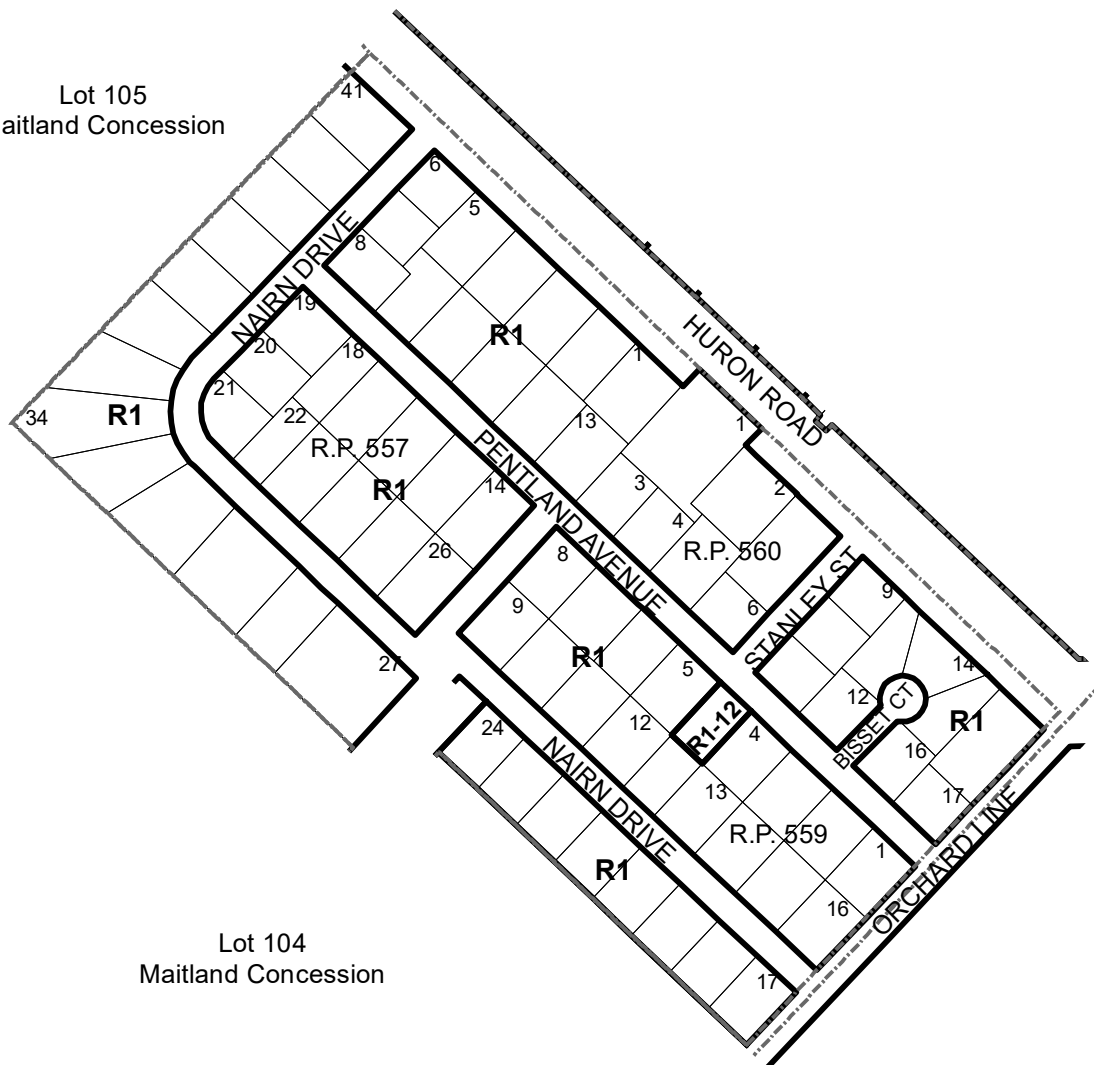 Lot 105
aitland Concession
41
6
5
8
NAIRN DRIVE
19
20
18
21
22
R1
1
HURON ROAD
34
R1
13
1
R.P. 557
R1
14
PENTLAND AVENUE
3
4
2
R.P. 560
26
8
9
6
STANLEY ST
9
R1
5
14
27
12
R1-12
4
12
BISSET CT
R1
16
17
24
NAIRN DRIVE
13
R.P. 559
1
R1
16
ORCHARD LINE
17
Lot 104
Maitland Concession